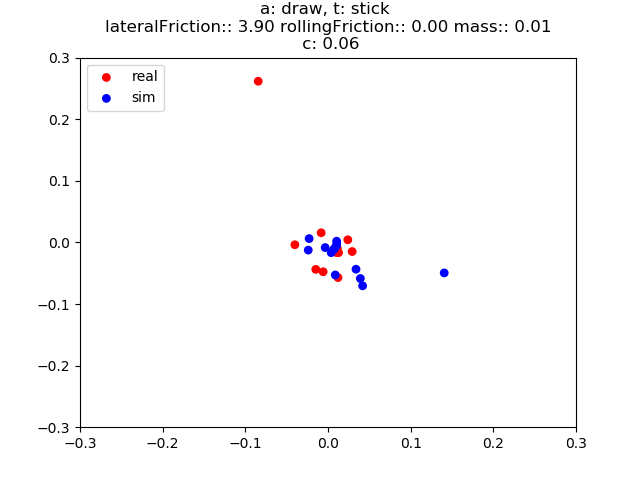 a: draw, t: stick
lateralFriction:: 3.90 rollingFriction:: 0.00 mass:: 0.01
c: 0.06
real
sim
0.3
0.2
0.1
0.0
−0.1
−0.2
−0.3
−0.3 −0.2 −0.1 0.0 0.1 0.2 0.3